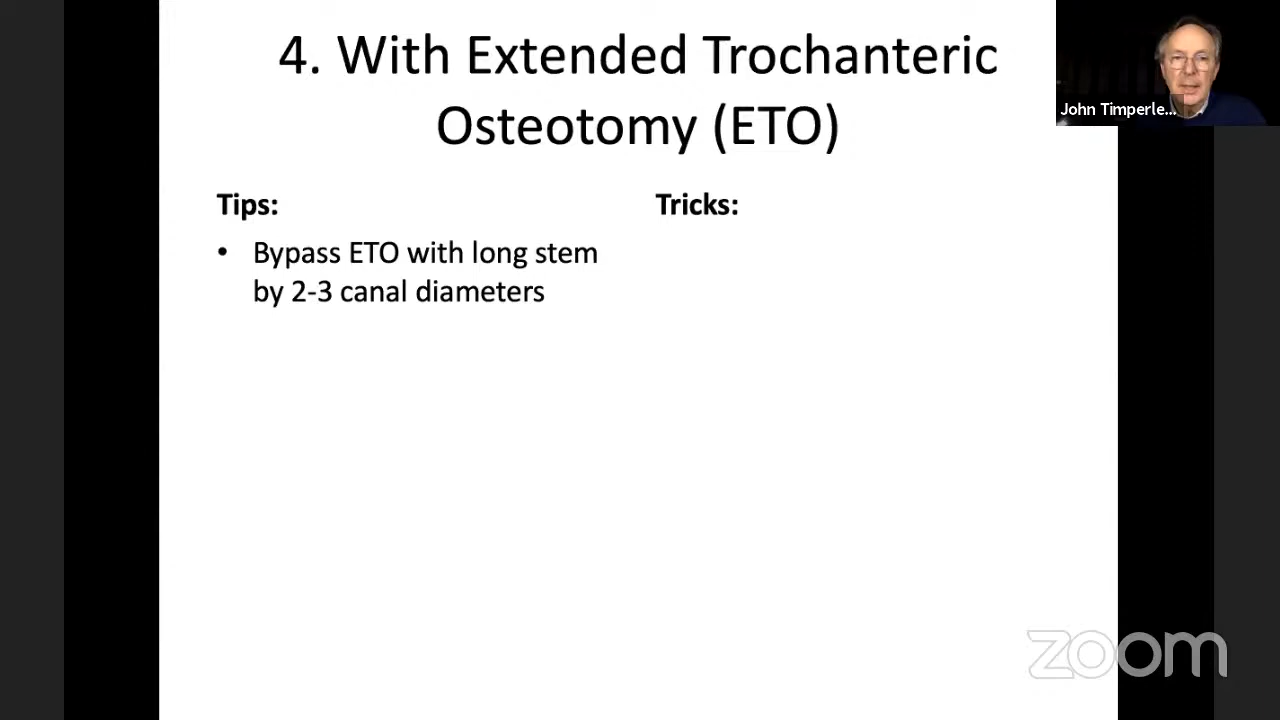 4. With Extended Trochanteric
Osteotomy (ETO)
John Timperle...
Tips:
• Bypass ETO with long stem
by 2-3 canal diameters
Tricks:
zoom